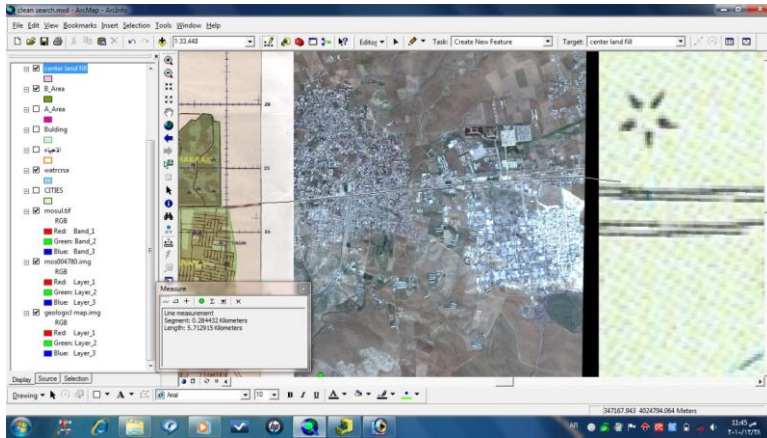 clean search.mxd - ArcMap - ArcInfo
File Edit View Bookmarks Insert Selection Tools Window Help
1:33,448
Editor
Task: Create New Feature
Target: center land fill
center land fill
B_Area
A_Area
Bulding
الاحياء
watrcrsa
CITIES
mosul.tif
RGB
Red: Band_1
Green: Band_2
Blue: Band_3
mos004780.img
RGB
Red: Layer_1
Green: Layer_2
Blue: Layer_3
geologicl map.img
RGB
Red: Layer_1
Green: Layer_2
Blue: Layer_3
Measure
Line measurement
Segment: 0.284432 Kilometers
Length: 5.712915 Kilometers
Display Source Selection
Drawing
Arial
10
B I U A
347167.943 4024794.064 Meters
AR
11:45 ص